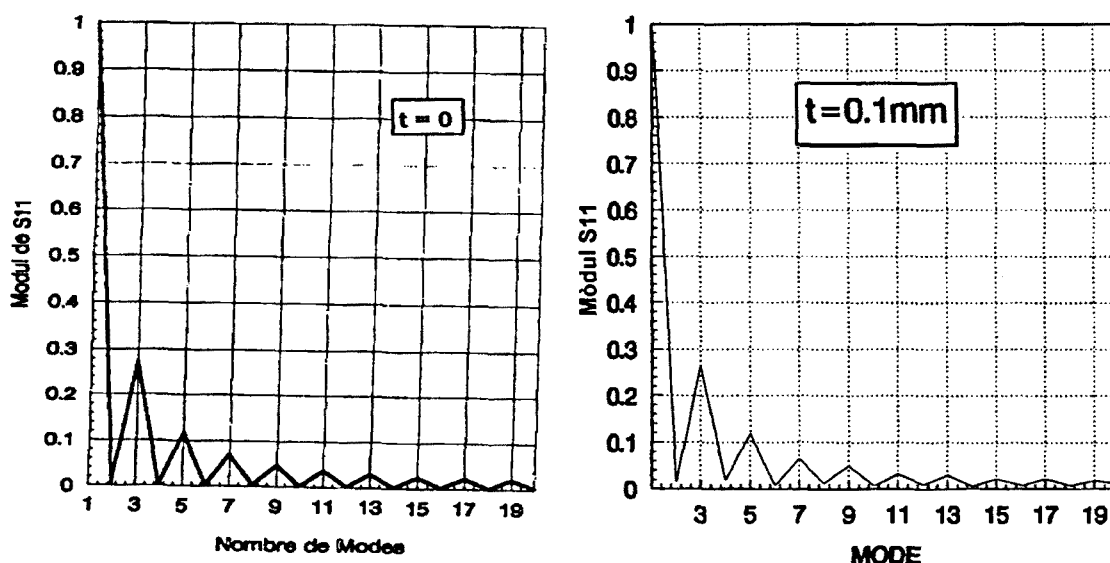 1
0.9
0.8
0.7
0.6
0.5
0.4
0.3
0.2
0.1
0
Modul de S11
t = 0
1 3 5 7 9 11 13 15 17 19
Nombre de Modes
1
0.9
0.8
0.7
0.6
0.5
0.4
0.3
0.2
0.1
0
Mòdul S11
t=0.1mm
3 5 7 9 11 13 15 17 19
MODE